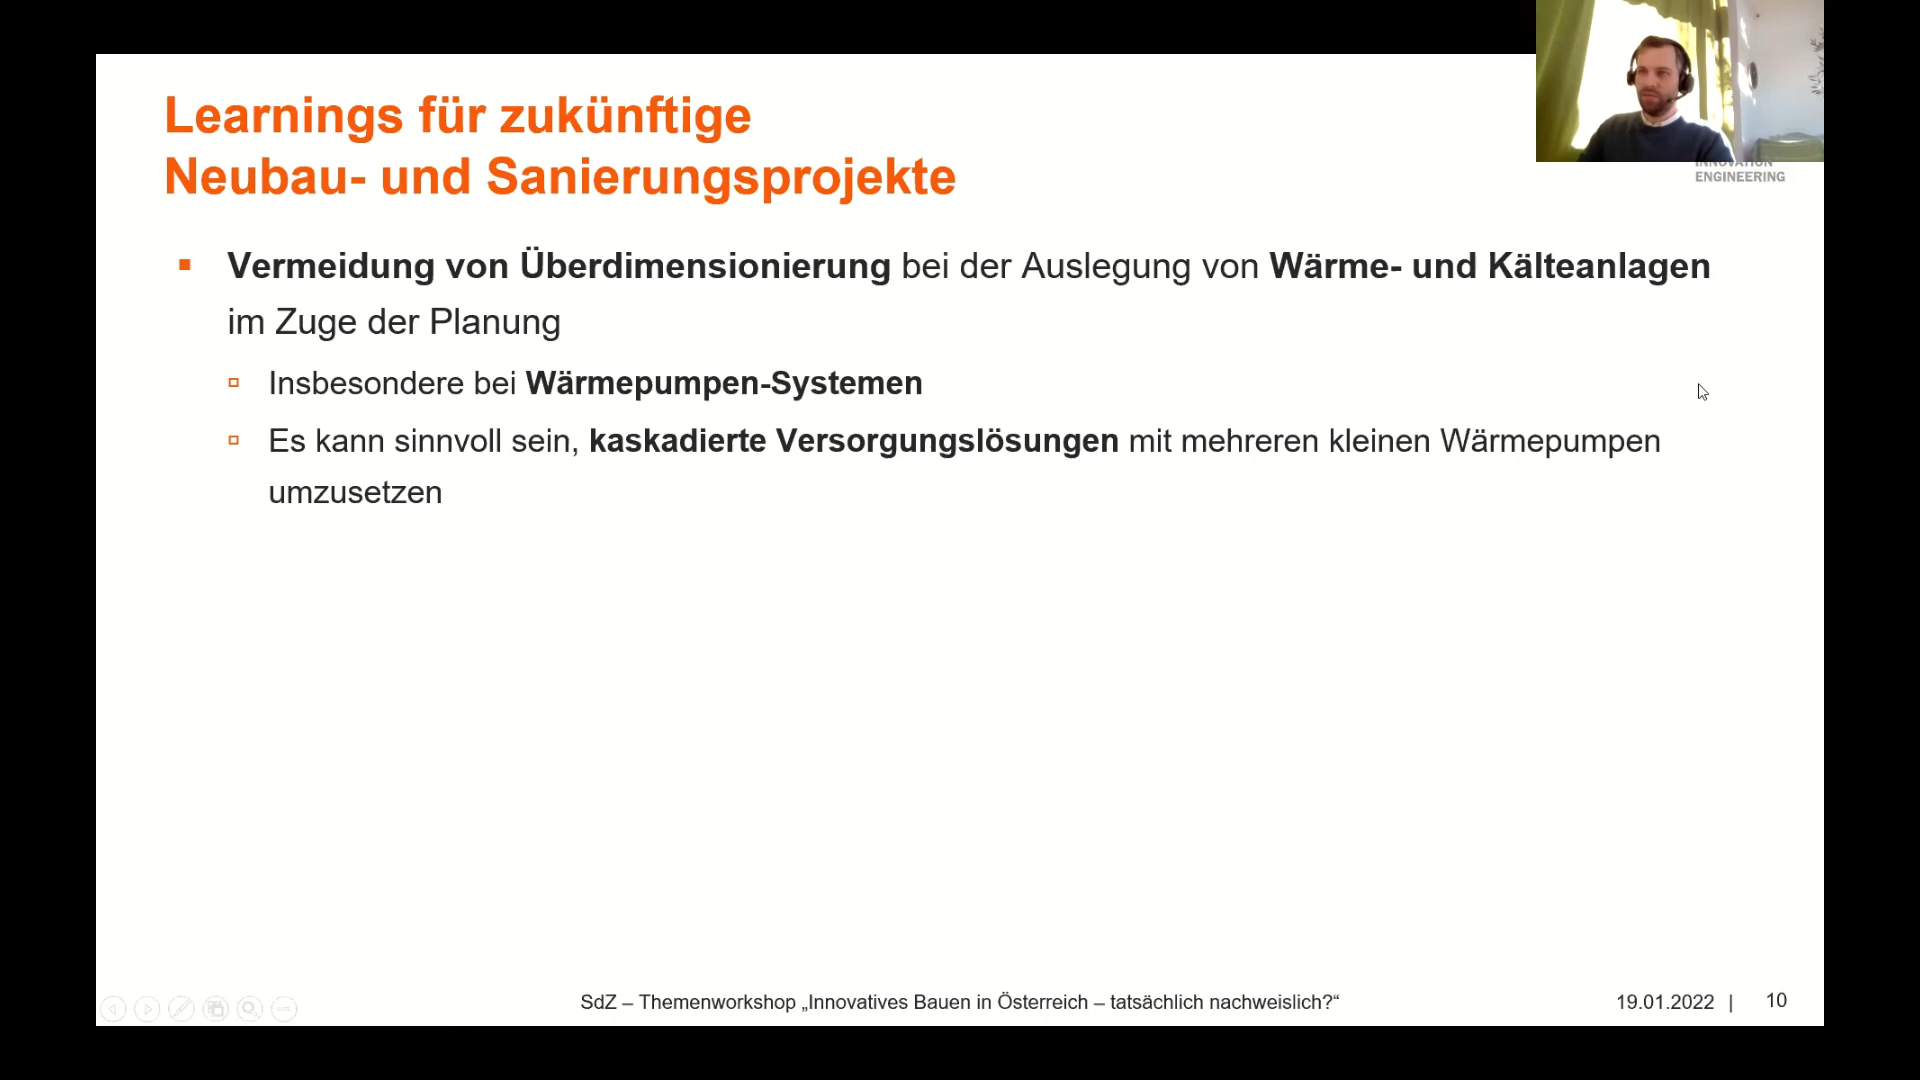 Learnings für zukünftige
Neubau- und Sanierungsprojekte
INNOVATION
ENGINEERING
▪ Vermeidung von Überdimensionierung bei der Auslegung von Wärme- und Kälteanlagen
im Zuge der Planung
▫ Insbesondere bei Wärmepumpen-Systemen
▫ Es kann sinnvoll sein, kaskadierte Versorgungslösungen mit mehreren kleinen Wärmepumpen
umzusetzen
SdZ – Themenworkshop „Innovatives Bauen in Österreich – tatsächlich nachweislich?“
19.01.2022 | 10